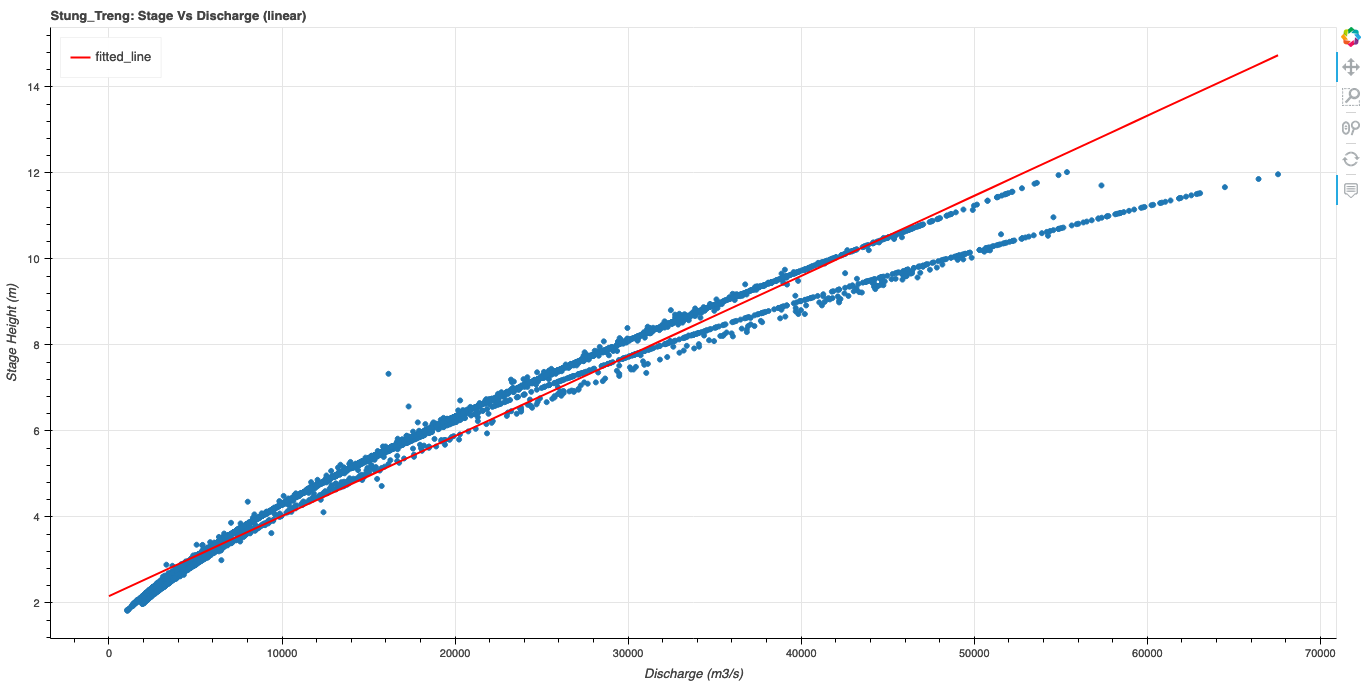 Stung_Treng: Stage Vs Discharge (linear)
fitted_line
14
12
10
8
6
4
2
Stage Height (m)
0 10000 20000 30000 40000 50000 60000 70000
Discharge (m3/s)